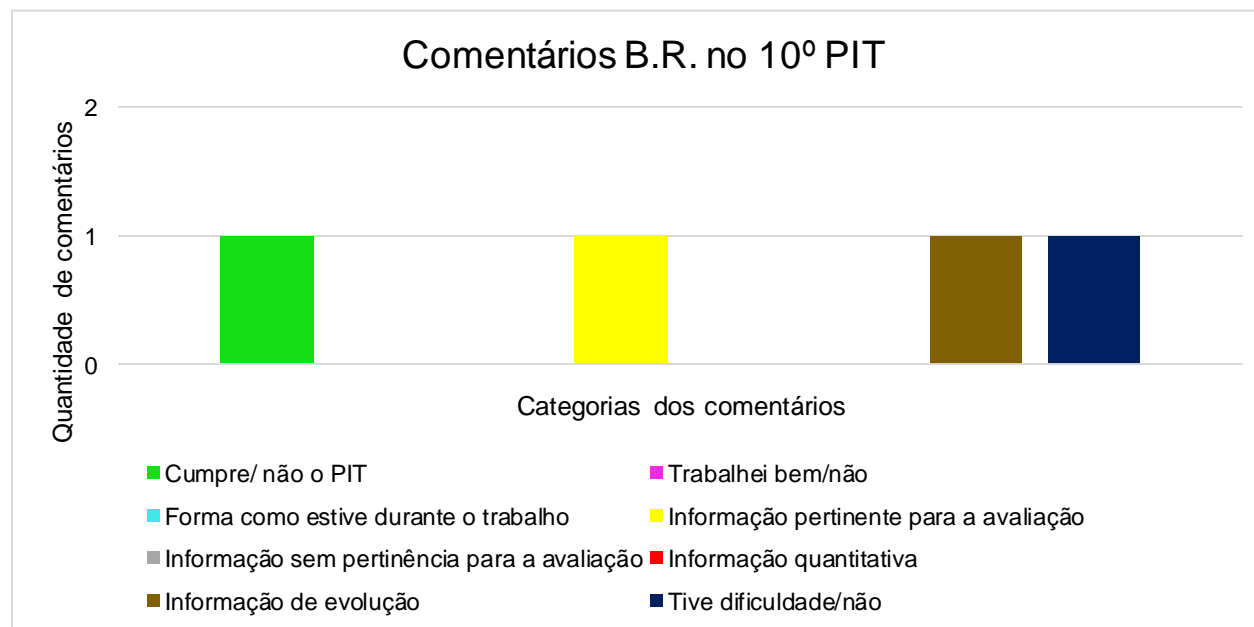 Comentários B.R. no 10º PIT
Quantidade de comentários
2
1
0
Categorias dos comentários
Cumpre/ não o PIT
Trabalhei bem/não
Forma como estive durante o trabalho
Informação pertinente para a avaliação
Informação sem pertinência para a avaliação
Informação quantitativa
Informação de evolução
Tive dificuldade/não